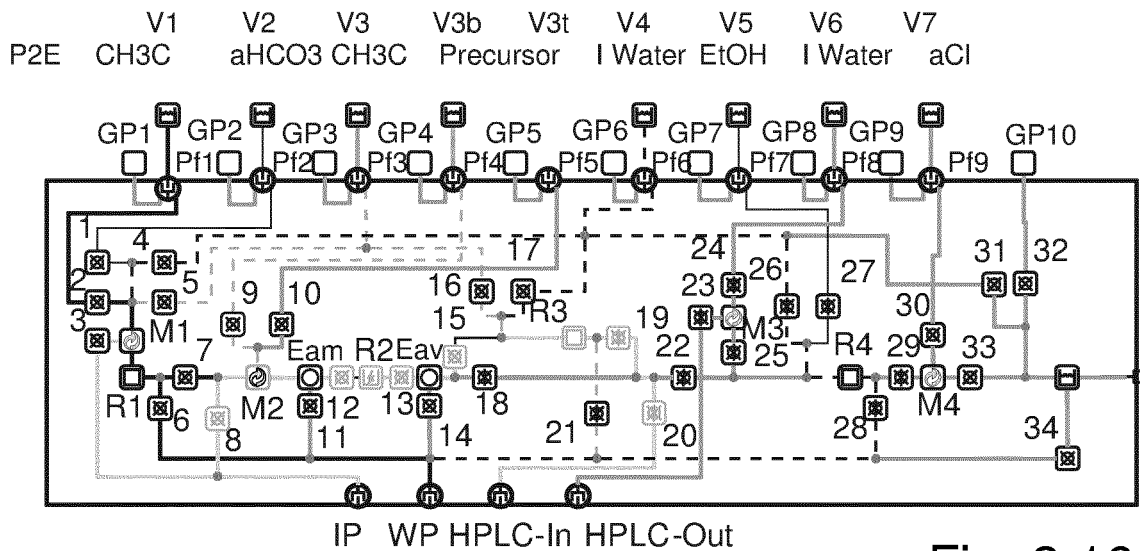 V1 V2 V3 V3b V3t V4 V5 V6 V7
P2E CH3C aHCO3 CH3C Precursor I Water EtOH I Water aCl
GP1 GP2 GP3 GP4 GP5 GP6 GP7 GP8 GP9 GP10
Pf1 Pf2 Pf3 Pf4 Pf5 Pf6 Pf7 Pf8 Pf9
1 4 17 24 31 32
2 5 9 10 16 23 26 27
3 M1 15 R3 19 M3 30
7 Eam R2 Eav 22 25 R4 29 33
R1 6 M2 12 13 18 M4
8 11 14 21 20 28 34
IP WP HPLC-In HPLC-Out